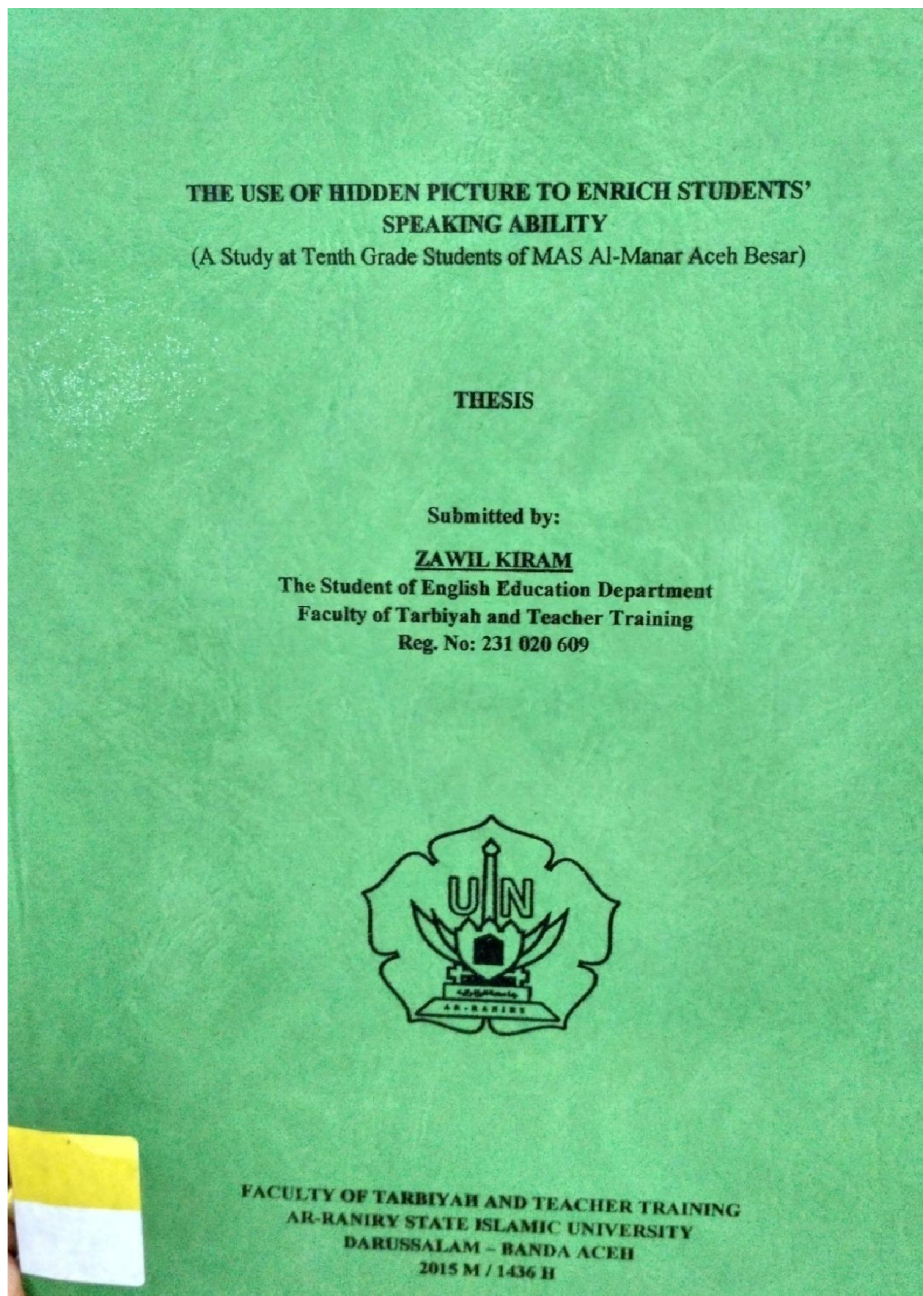 THE USE OF HIDDEN PICTURE TO ENRICH STUDENTS'
SPEAKING ABILITY
(A Study at Tenth Grade Students of MAS Al-Manar Aceh Besar)
THESIS
Submitted by:
ZAWIL KIRAM
The Student of English Education Department
Faculty of Tarbiyah and Teacher Training
Reg. No: 231 020 609
UIN
AR-RANIRY
FACULTY OF TARBIYAH AND TEACHER TRAINING
AR-RANIRY STATE ISLAMIC UNIVERSITY
DARUSSALAM – BANDA ACEH
2015 M / 1436 H